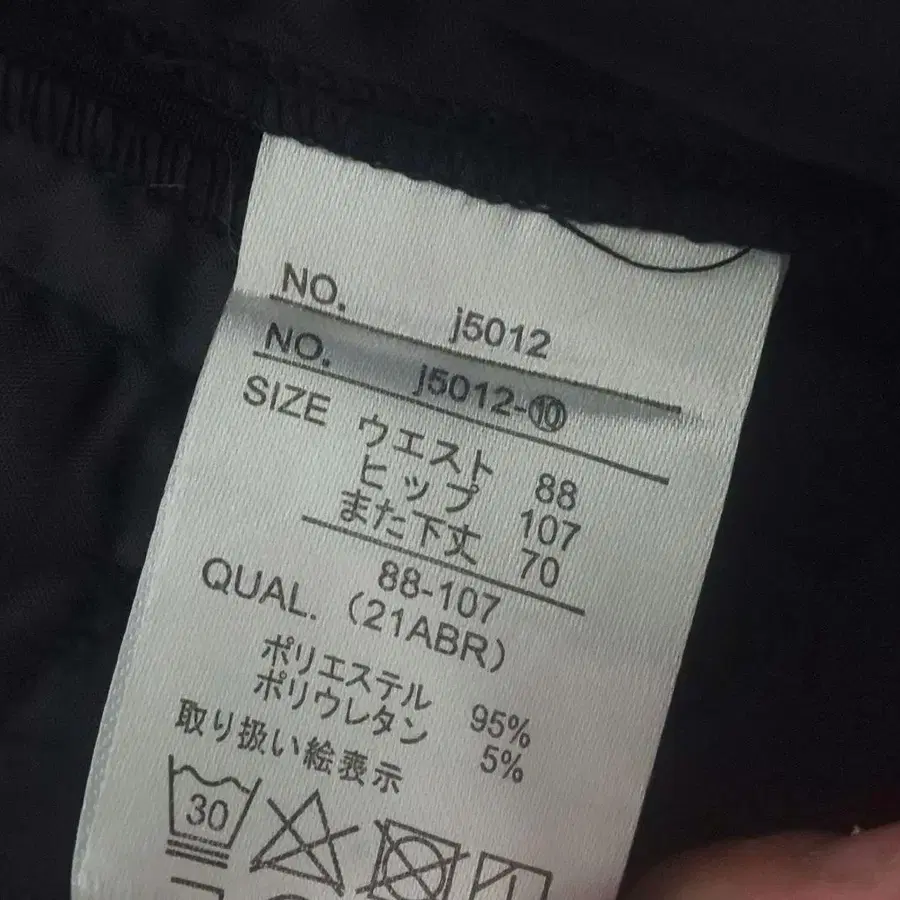 NO. j5012
NO. j5012-⑩
SIZE ウエスト 88
ヒップ 107
また下丈 70
88-107
QUAL. (21ABR)
ポリエステル 95%
ポリウレタン 5%
取り扱い絵表示
30